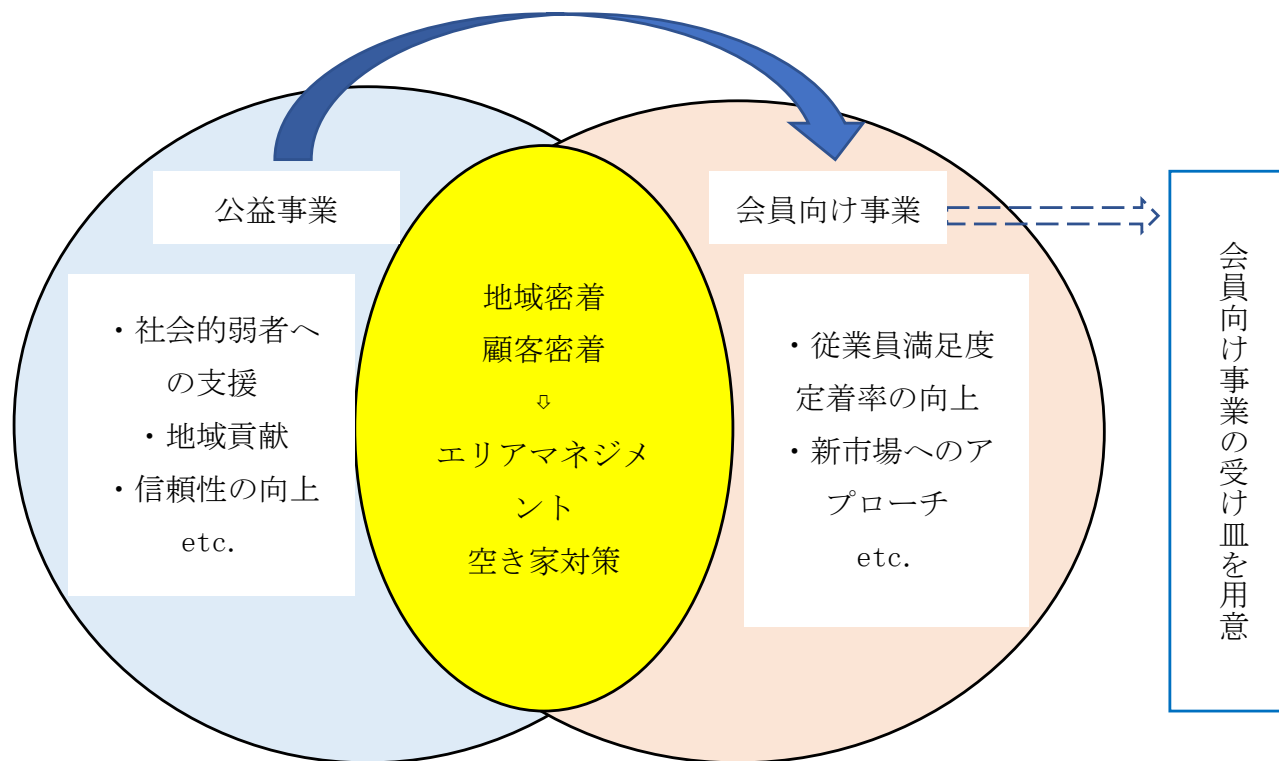 公益事業
・社会的弱者へ
の支援
・地域貢献
・信頼性の向上
etc.
地域密着
顧客密着
⇩
エリアマネジメ
ント
空き家対策
会員向け事業
・従業員満足度
定着率の向上
・新市場へのア
プローチ
etc.
会員向け事業の受け皿を用意